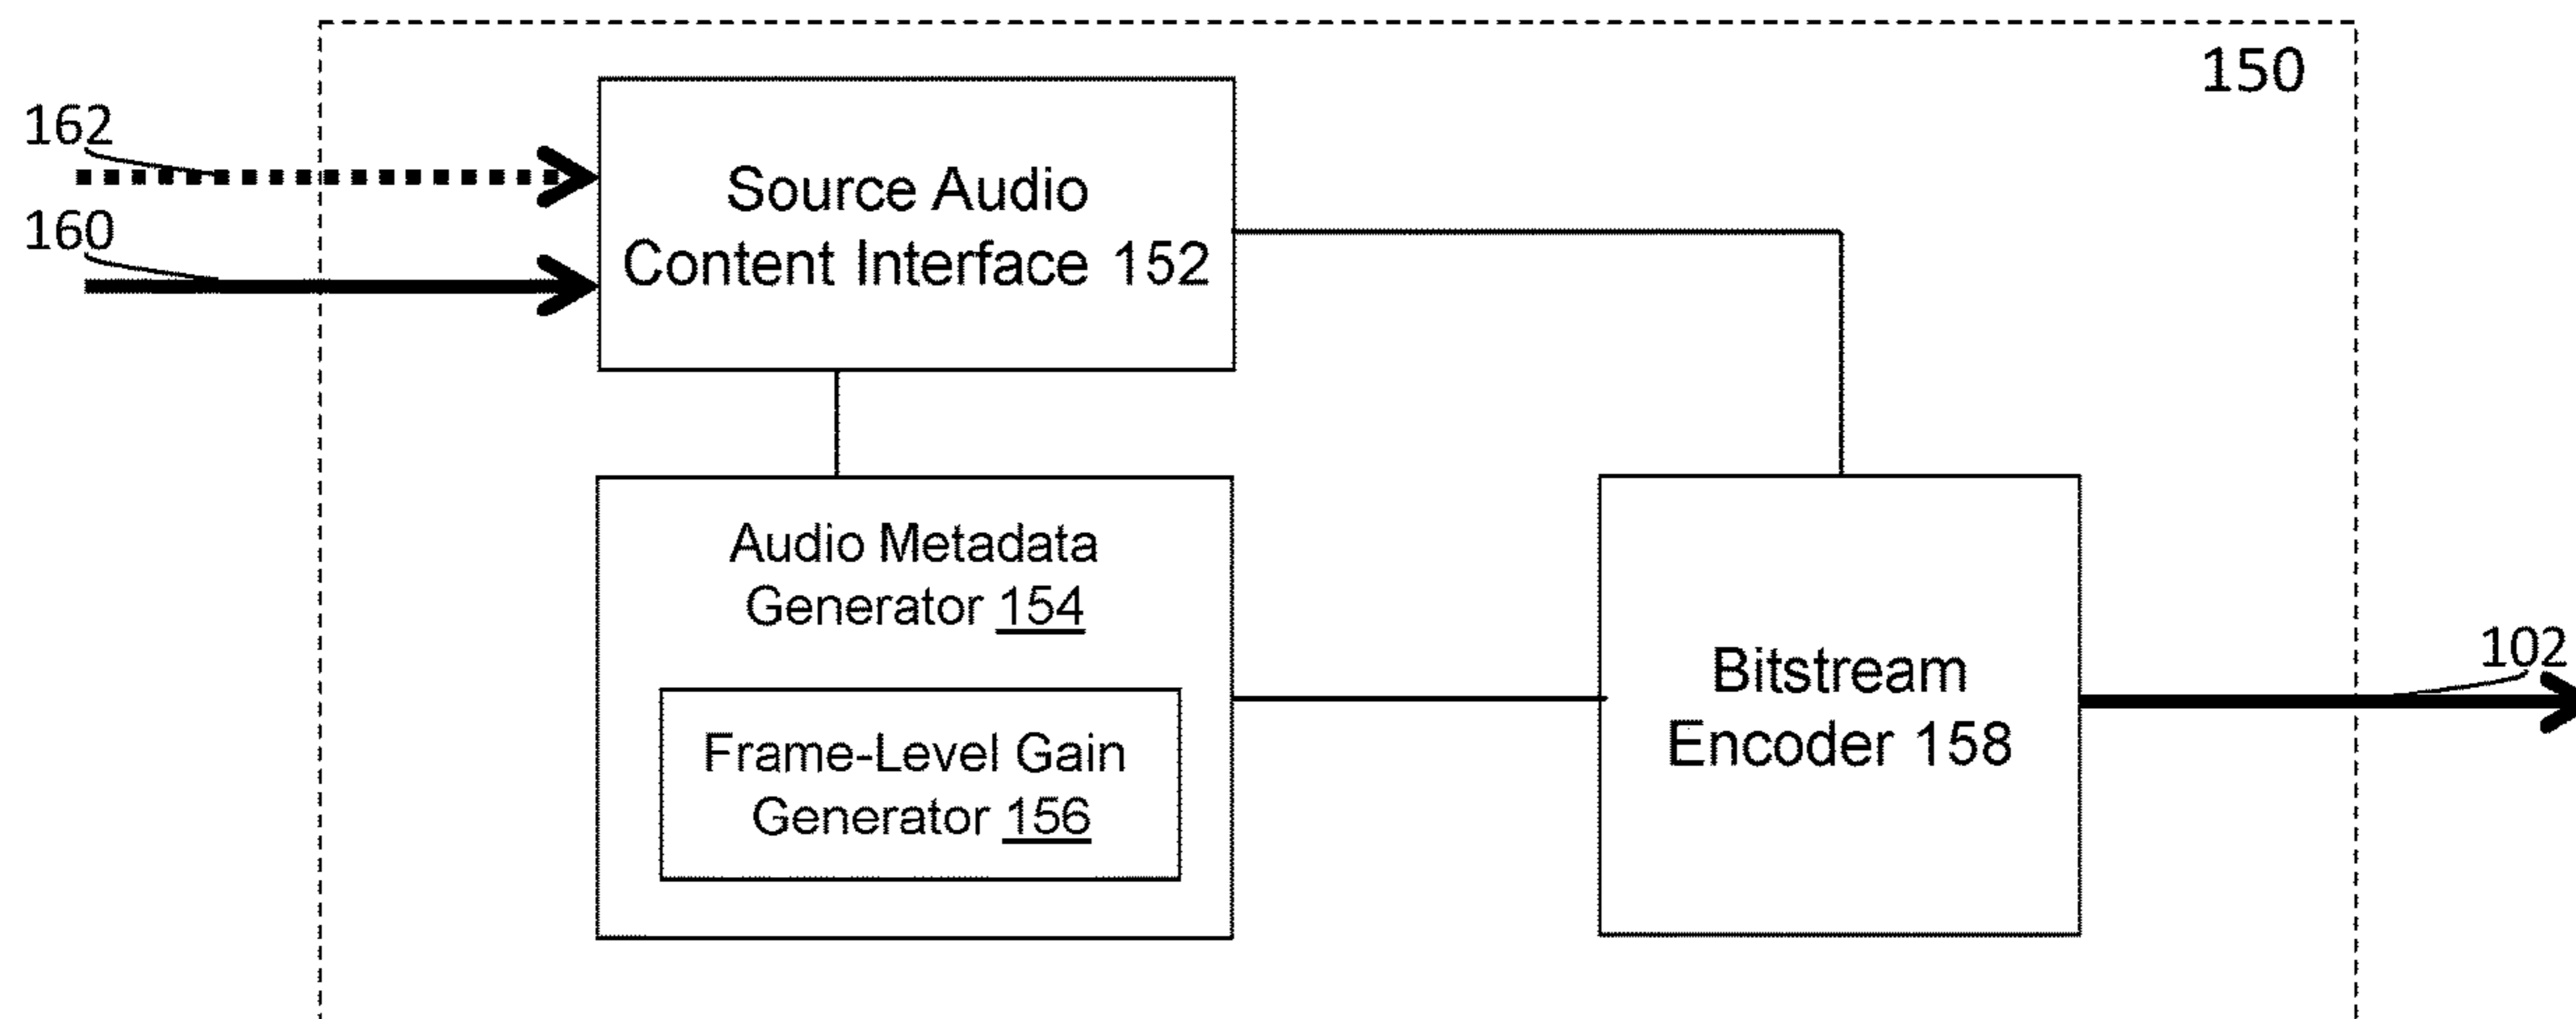 150
162
160
Source Audio
Content Interface 152
Audio Metadata
Generator 154
Frame-Level Gain
Generator 156
Bitstream
Encoder 158
102